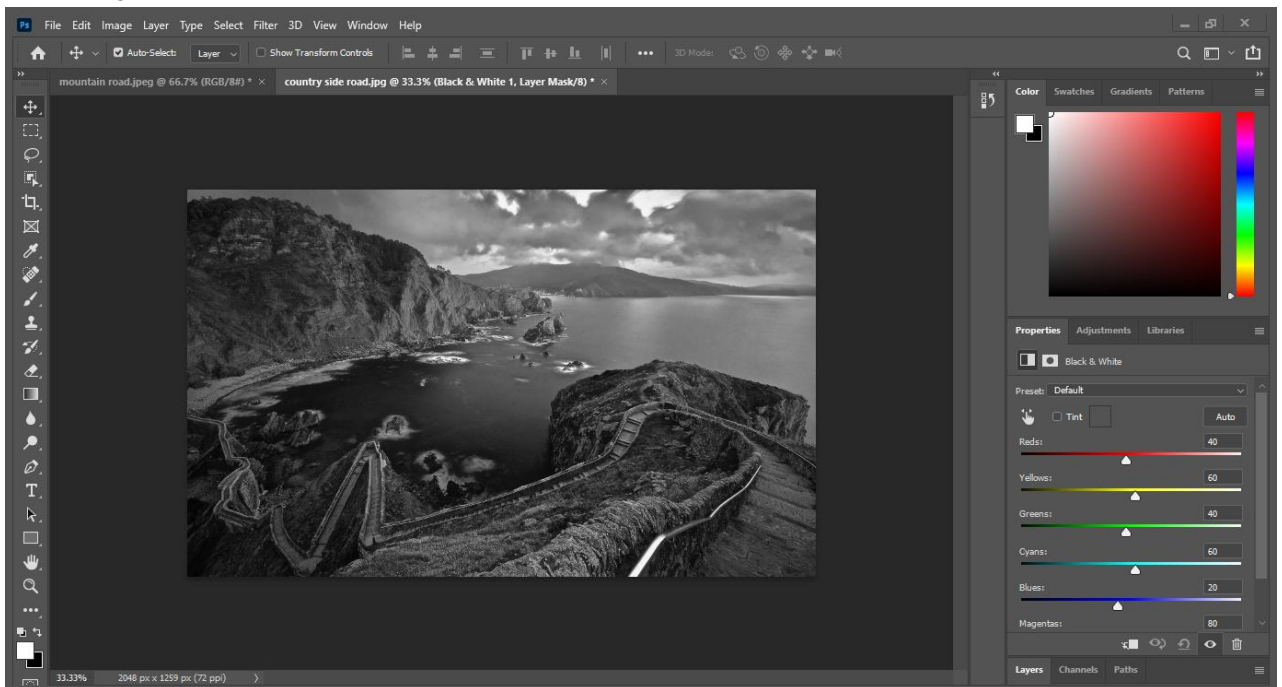 Ps File Edit Image Layer Type Select Filter 3D View Window Help
Auto-Select: Layer Show Transform Controls 3D Mode:
mountain road.jpeg @ 66.7% (RGB/8#) * × country side road.jpg @ 33.3% (Black & White 1, Layer Mask/8) * ×
Color Swatches Gradients Patterns
Properties Adjustments Libraries
Black & White
Preset: Default
Tint Auto
Reds: 40
Yellows: 60
Greens: 40
Cyans: 60
Blues: 20
Magentas: 80
Layers Channels Paths
33.33% 2048 px x 1259 px (72 ppi)